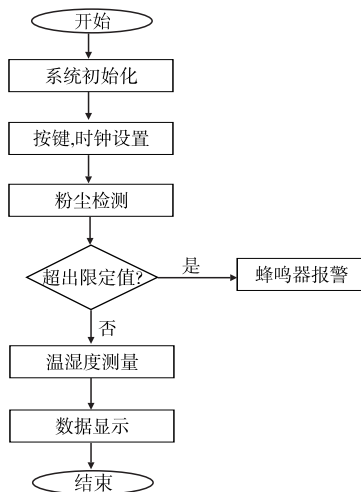 开始
系统初始化
按键,时钟设置
粉尘检测
超出限定值?
是
蜂鸣器报警
否
温湿度测量
数据显示
结束